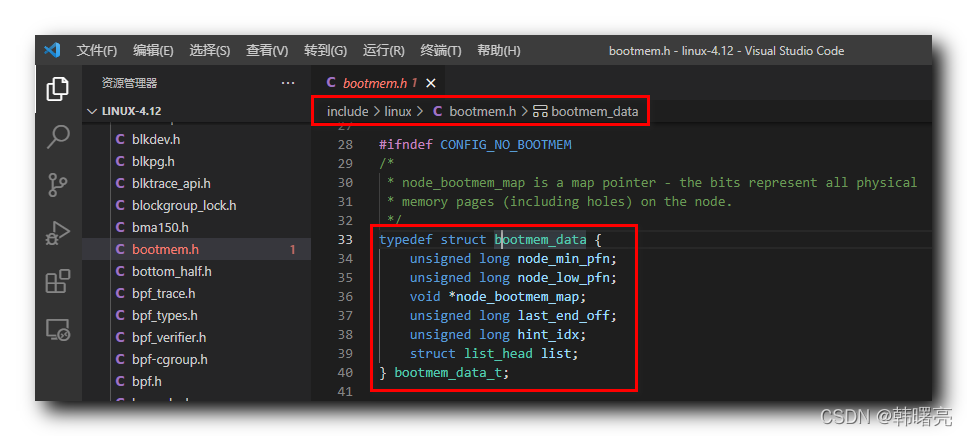 文件(F) 编辑(E) 选择(S) 查看(V) 转到(G) 运行(R) 终端(T) 帮助(H) bootmem.h - linux-4.12 - Visual Studio Code
资源管理器 ···
LINUX-4.12
blkdev.h
blkpg.h
blktrace_api.h
blockgroup_lock.h
bma150.h
bootmem.h 1
bottom_half.h
bpf_trace.h
bpf_types.h
bpf_verifier.h
bpf-cgroup.h
bpf.h
C bootmem.h 1
include > linux > C bootmem.h > bootmem_data
27
28 #ifndef CONFIG_NO_BOOTMEM
29 /*
30 * node_bootmem_map is a map pointer - the bits represent all physical
31 * memory pages (including holes) on the node.
32 */
33 typedef struct bootmem_data {
34 unsigned long node_min_pfn;
35 unsigned long node_low_pfn;
36 void *node_bootmem_map;
37 unsigned long last_end_off;
38 unsigned long hint_idx;
39 struct list_head list;
40 } bootmem_data_t;
41
CSDN @韩曙亮